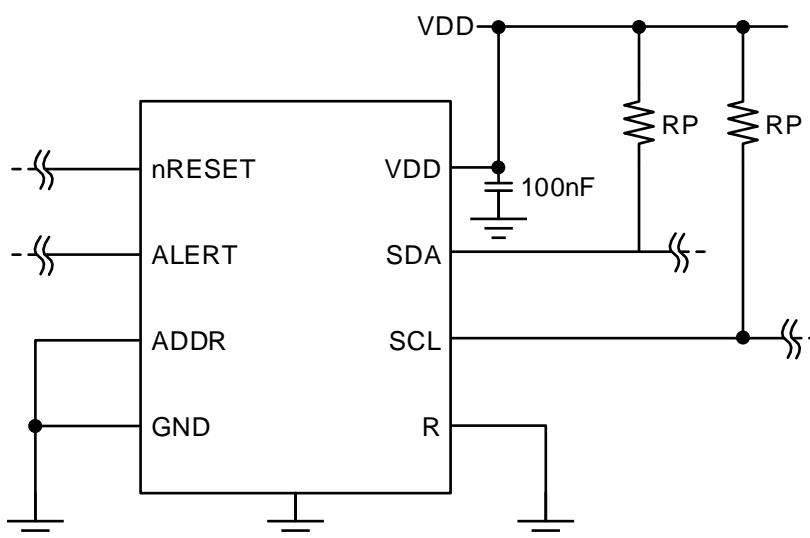 VDD
RP
RP
nRESET
VDD
100nF
ALERT
SDA
ADDR
SCL
GND
R